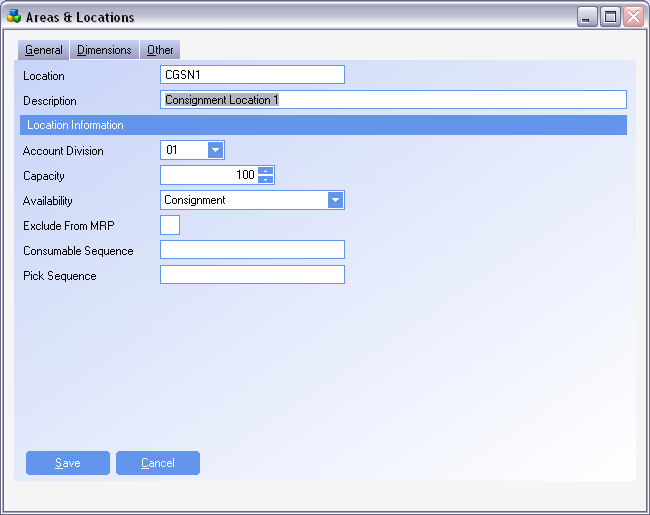 Areas & Locations
General Dimensions Other
Location CGSN1
Description Consignment Location 1
Location Information
Account Division 01
Capacity 100
Availability Consignment
Exclude From MRP
Consumable Sequence
Pick Sequence
Save Cancel